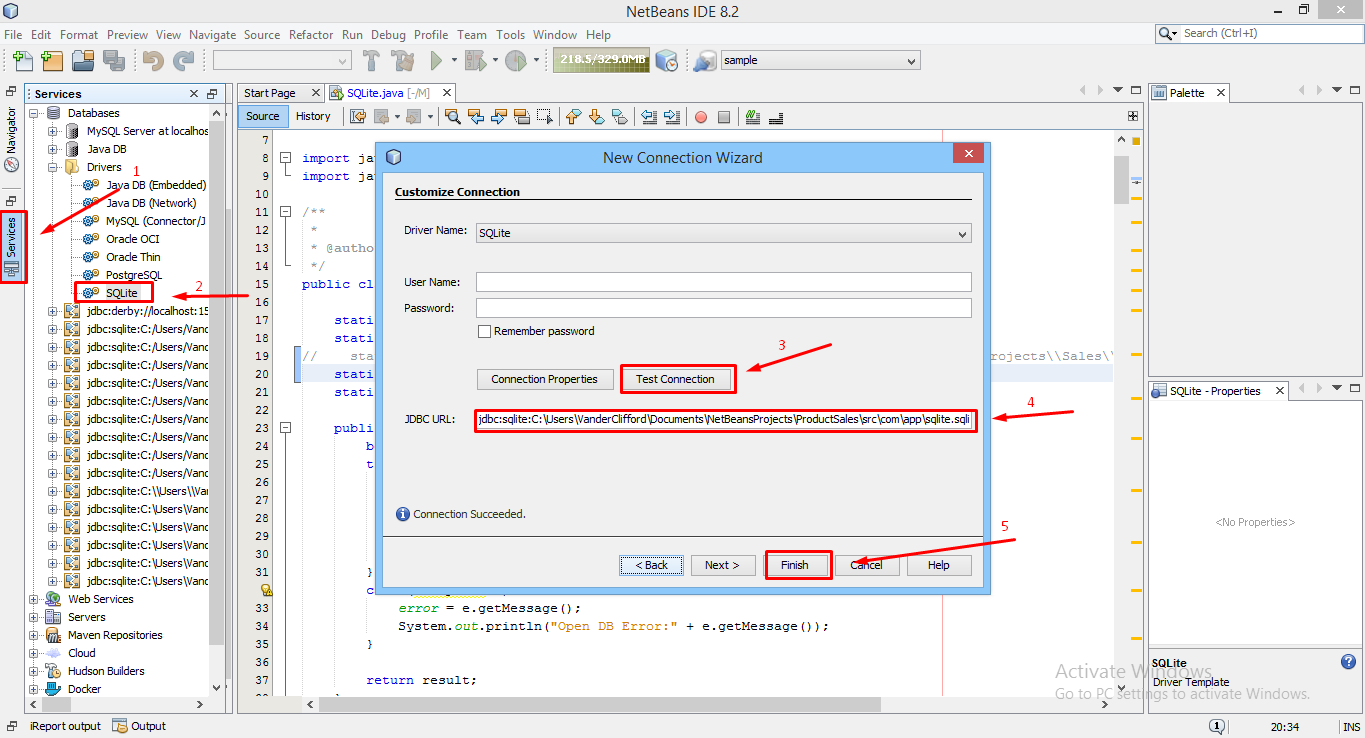 NetBeans IDE 8.2
File Edit Format Preview View Navigate Source Refactor Run Debug Profile Team Tools Window Help
Search (Ctrl+I)
218.5/329.0MB
sample
Navigator
Services
Services
Databases
MySQL Server at localhos
Java DB
Drivers
Java DB (Embedded)
Java DB (Network)
MySQL (Connector/J
Oracle OCI
Oracle Thin
PostgreSQL
SQLite
jdbc:derby://localhost:15
jdbc:sqlite:C:/Users/Vand
jdbc:sqlite:C:/Users/Vand
jdbc:sqlite:C:/Users/Vand
jdbc:sqlite:C:/Users/Vand
jdbc:sqlite:C:/Users/Vand
jdbc:sqlite:C:/Users/Vand
jdbc:sqlite:C:/Users/Vand
jdbc:sqlite:C:/Users/Vand
jdbc:sqlite:C:/Users/Vand
jdbc:sqlite:C:\\Users\\Var
jdbc:sqlite:C:\Users\Vanc
jdbc:sqlite:C:\Users\Vanc
jdbc:sqlite:C:\Users\Vanc
jdbc:sqlite:C:\Users\Vanc
jdbc:sqlite:C:\Users\Vanc
Web Services
Servers
Maven Repositories
Cloud
Hudson Builders
Docker
1
2
Start Page
SQLite.java [-/M]
Source History
7
8 import ja
9 import ja
10
11 /**
12 *
13 * @autho
14 */
15 public cl
16
17 stati
18 stati
19 // sta rojects\\Sales\
20 stati
21 stati
22
23 publi
24 b
25 t
26
27
28
29
30
31 }
c
33 error = e.getMessage();
34 System.out.println("Open DB Error:" + e.getMessage());
35 }
36
37 return result;
New Connection Wizard
Customize Connection
Driver Name: SQLite
User Name:
Password:
Remember password
Connection Properties Test Connection
3
JDBC URL: jdbc:sqlite:C:\Users\VanderClifford\Documents\NetBeansProjects\ProductSales\src\com\app\sqlite.sqli
4
Connection Succeeded.
5
< Back Next > Finish Cancel Help
Palette
SQLite - Properties
<No Properties>
SQLite
Driver Template
Activate Windows
Go to PC settings to activate Windows.
iReport output Output
1
20:34 INS